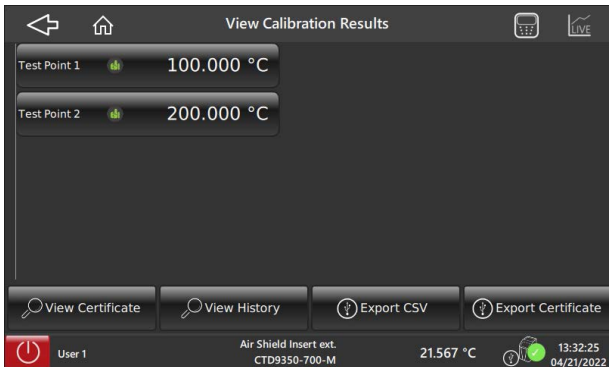 View Calibration Results
LIVE
Test Point 1 100.000 °C
Test Point 2 200.000 °C
View Certificate View History Export CSV Export Certificate
User 1 Air Shield Insert ext. 21.567 °C 13:32:25
CTD9350-700-M 04/21/2022